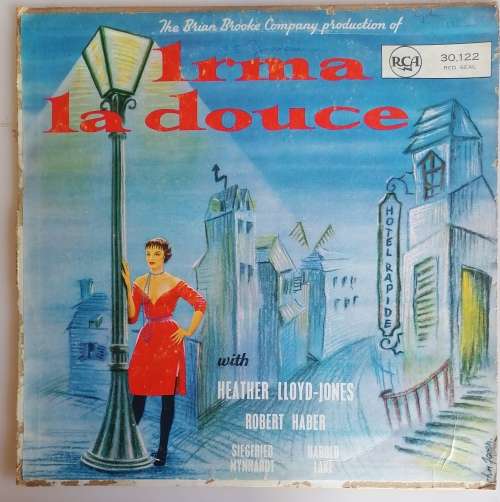 The Brian Brooke Company production of
Irma
la douce
RCA
30,122
RED SEAL
HOTEL RAPIDE
with
HEATHER LLOYD-JONES
ROBERT HABER
SIEGFRIED MYNHARDT
HAROLD LAKE